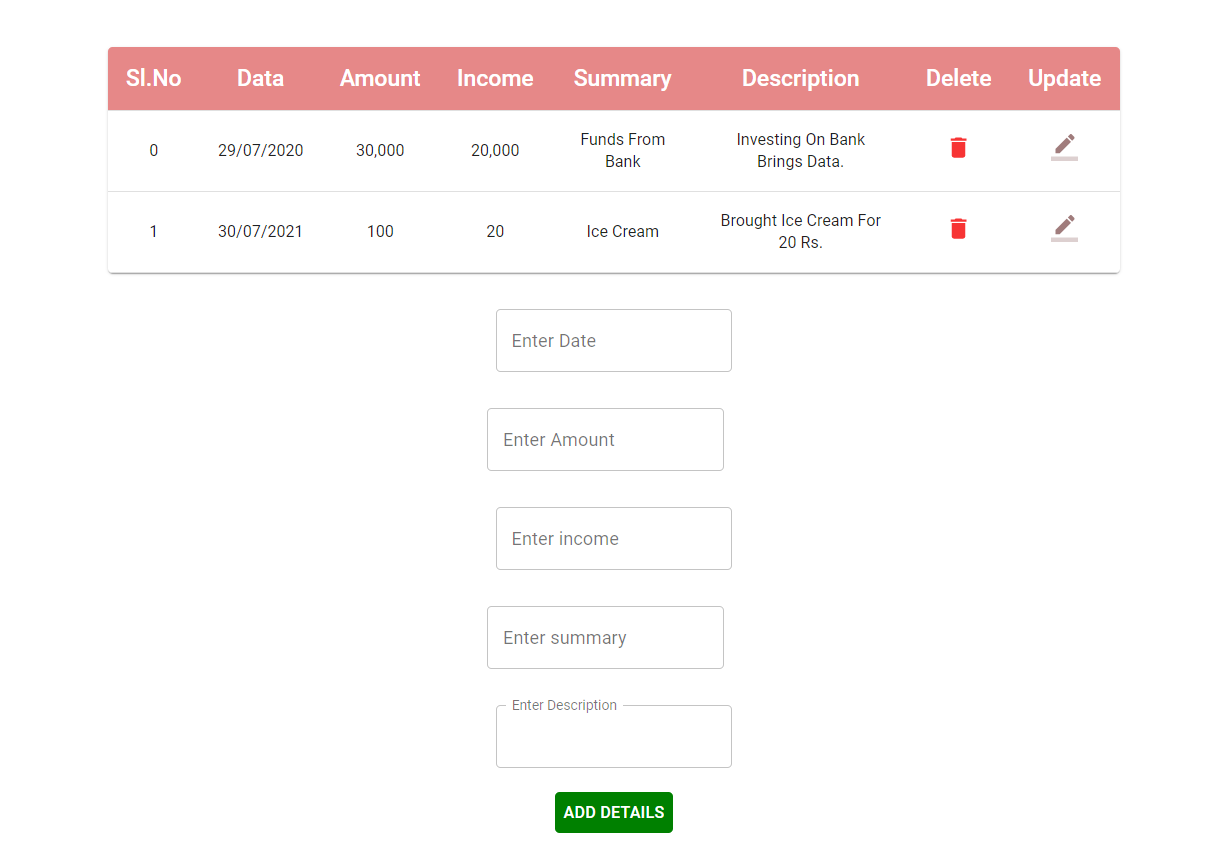 Sl.No Data Amount Income Summary Description Delete Update
0 29/07/2020 30,000 20,000 Funds From Bank Investing On Bank Brings Data.
1 30/07/2021 100 20 Ice Cream Brought Ice Cream For 20 Rs.
Enter Date
Enter Amount
Enter income
Enter summary
Enter Description
ADD DETAILS